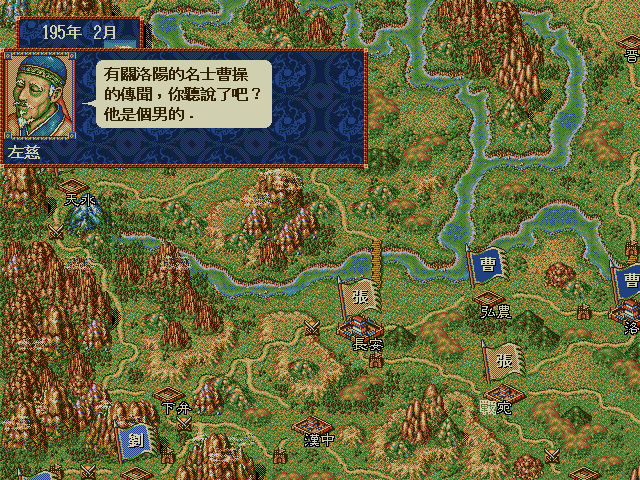 195年 2月
有關洛陽的名士曹操
的傳聞，你聽說了吧？
他是個男的．
左慈
晉
天水
曹
曹
張
弘農
洛
長安
張
宛
下弁
漢中
劉